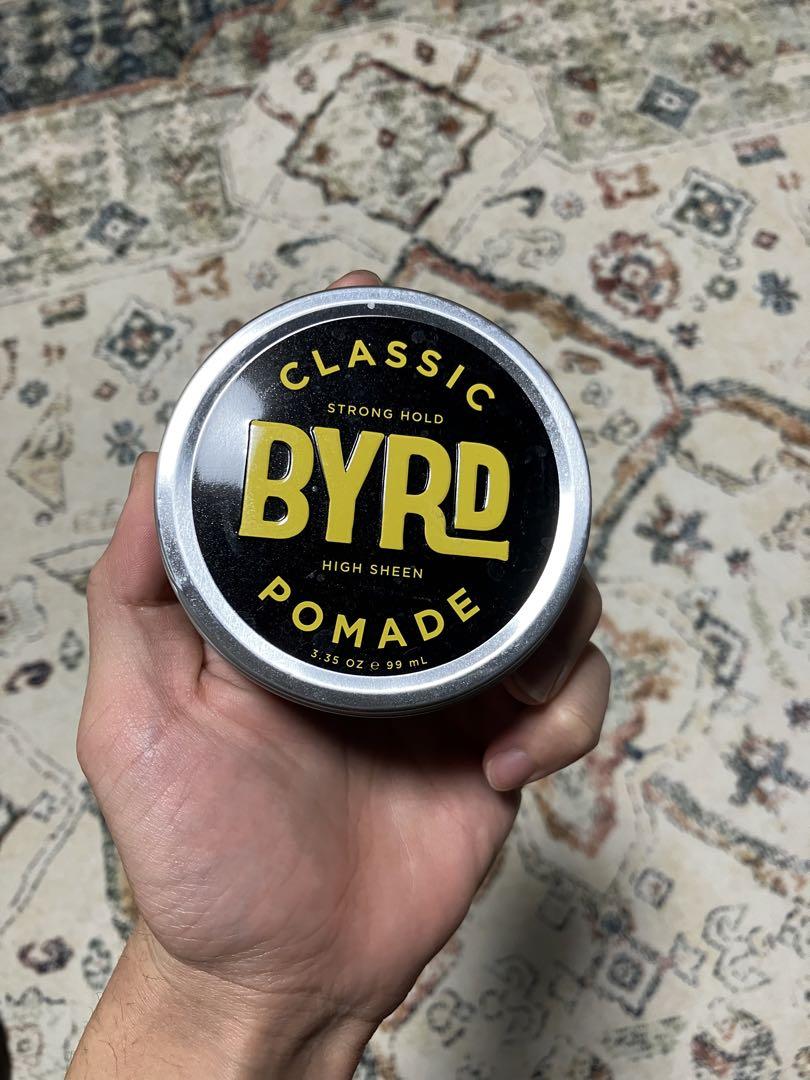 CLASSIC
STRONG HOLD
BYRD
HIGH SHEEN
POMADE
3.35 OZ ℮ 99 mL